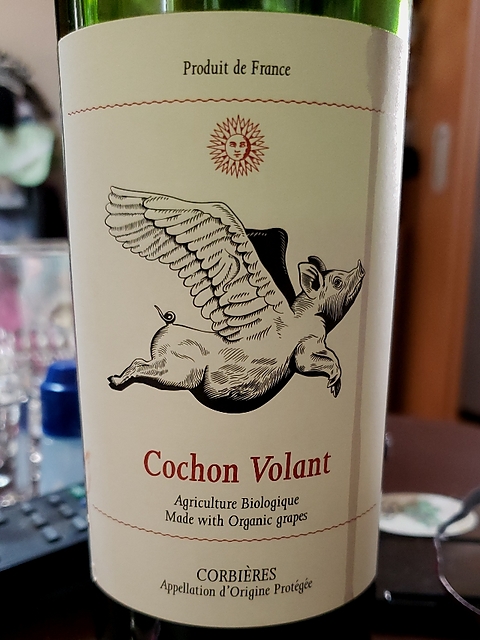 Produit de France
Cochon Volant
Agriculture Biologique
Made with Organic grapes
CORBIÈRES
Appellation d'Origine Protégée